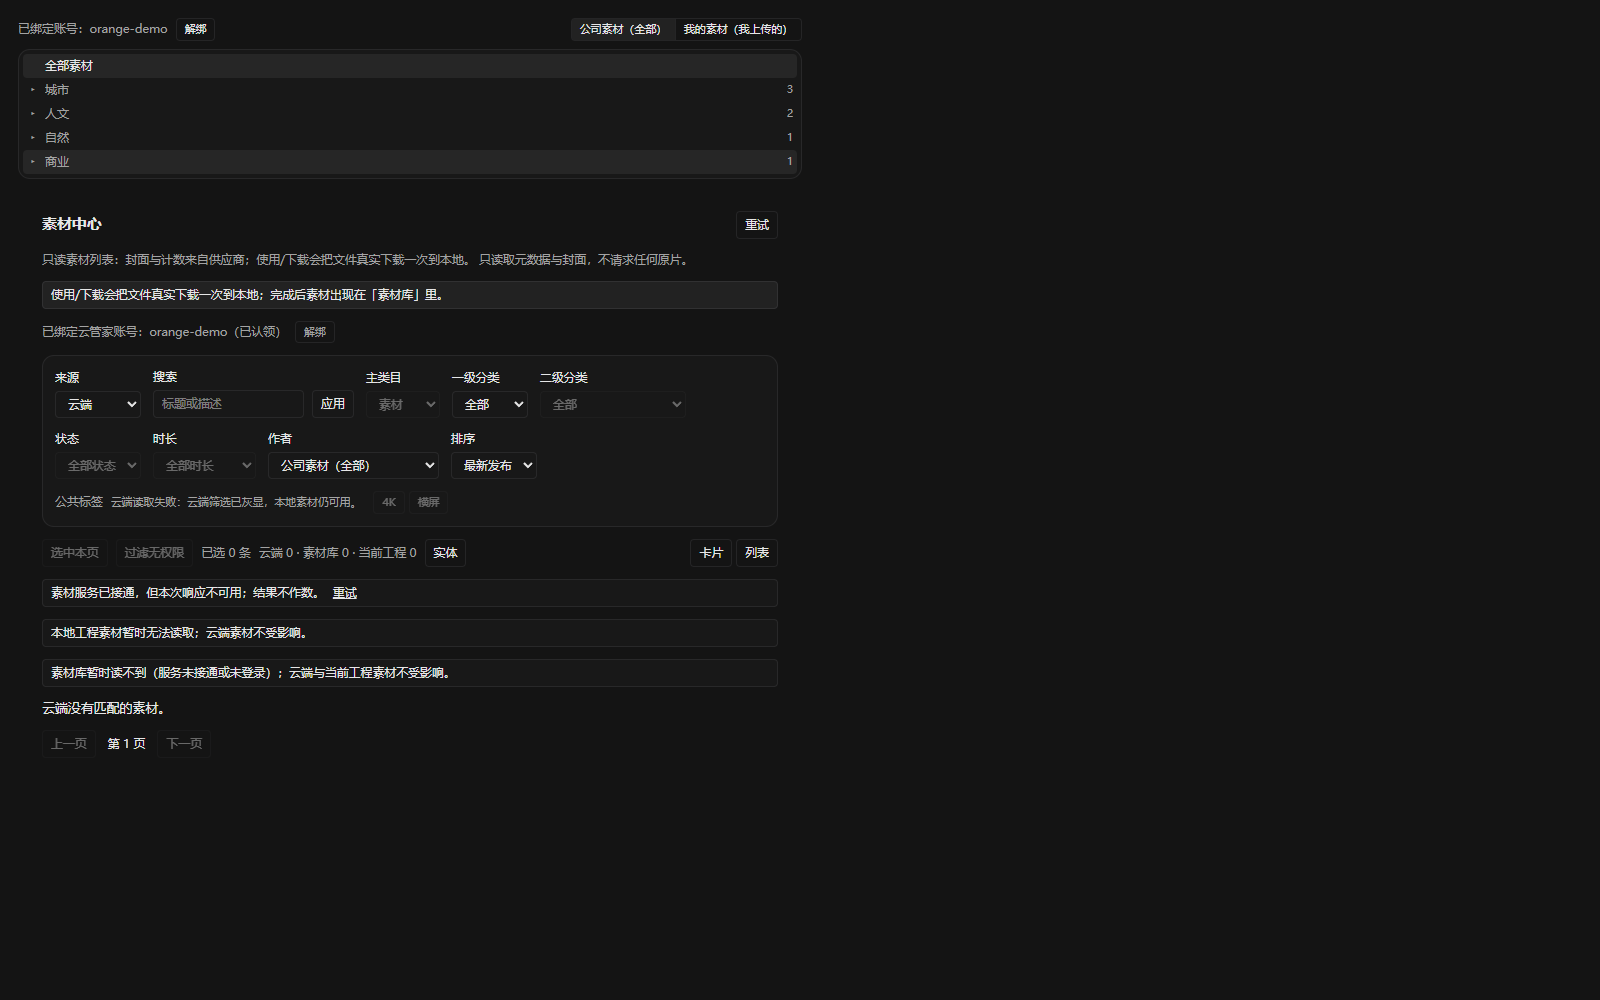 已绑定账号：orange-demo 解绑 公司素材（全部） 我的素材（我上传的）
全部素材
城市 3
人文 2
自然 1
商业 1
素材中心 重试
只读素材列表：封面与计数来自供应商；使用/下载会把文件真实下载一次到本地。 只读取元数据与封面，不请求任何原片。
使用/下载会把文件真实下载一次到本地；完成后素材出现在「素材库」里。
已绑定云管家账号：orange-demo（已认领） 解绑
来源 搜索 主类目 一级分类 二级分类
云端 标题或描述 应用 素材 全部 全部
状态 时长 作者 排序
全部状态 全部时长 公司素材（全部） 最新发布
公共标签 云端读取失败：云端筛选已灰显，本地素材仍可用。 4K 横屏
选中本页 过滤无权限 已选 0 条 云端 0 · 素材库 0 · 当前工程 0 实体 卡片 列表
素材服务已接通，但本次响应不可用；结果不作数。 重试
本地工程素材暂时无法读取；云端素材不受影响。
素材库暂时读不到（服务未接通或未登录）；云端与当前工程素材不受影响。
云端没有匹配的素材。
上一页 第 1 页 下一页